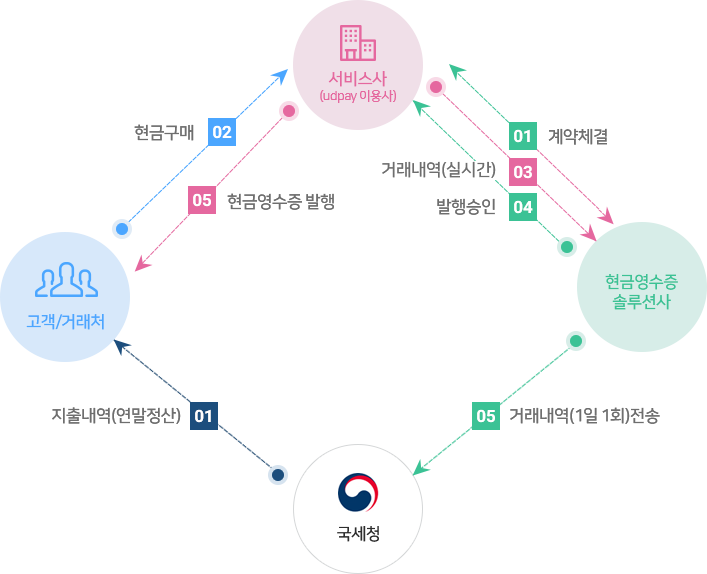 서비스사
(udpay 이용사)
현금구매 02
01 계약체결
거래내역(실시간) 03
05 현금영수증 발행
발행승인 04
현금영수증
솔루션사
고객/거래처
지출내역(연말정산) 01
05 거래내역(1일 1회)전송
국세청